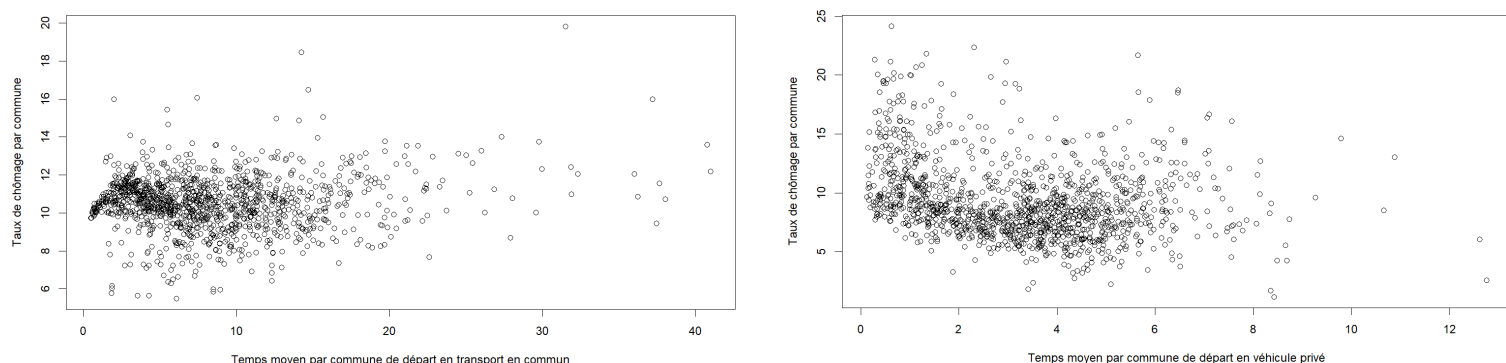 20
18
16
14
12
10
8
6
Taux de chômage par commune
0 10 20 30 40
Temps moyen par commune de départ en transport en commun
25
20
15
10
5
Taux de chômage par commune
0 2 4 6 8 10 12
Temps moyen par commune de départ en véhicule privé